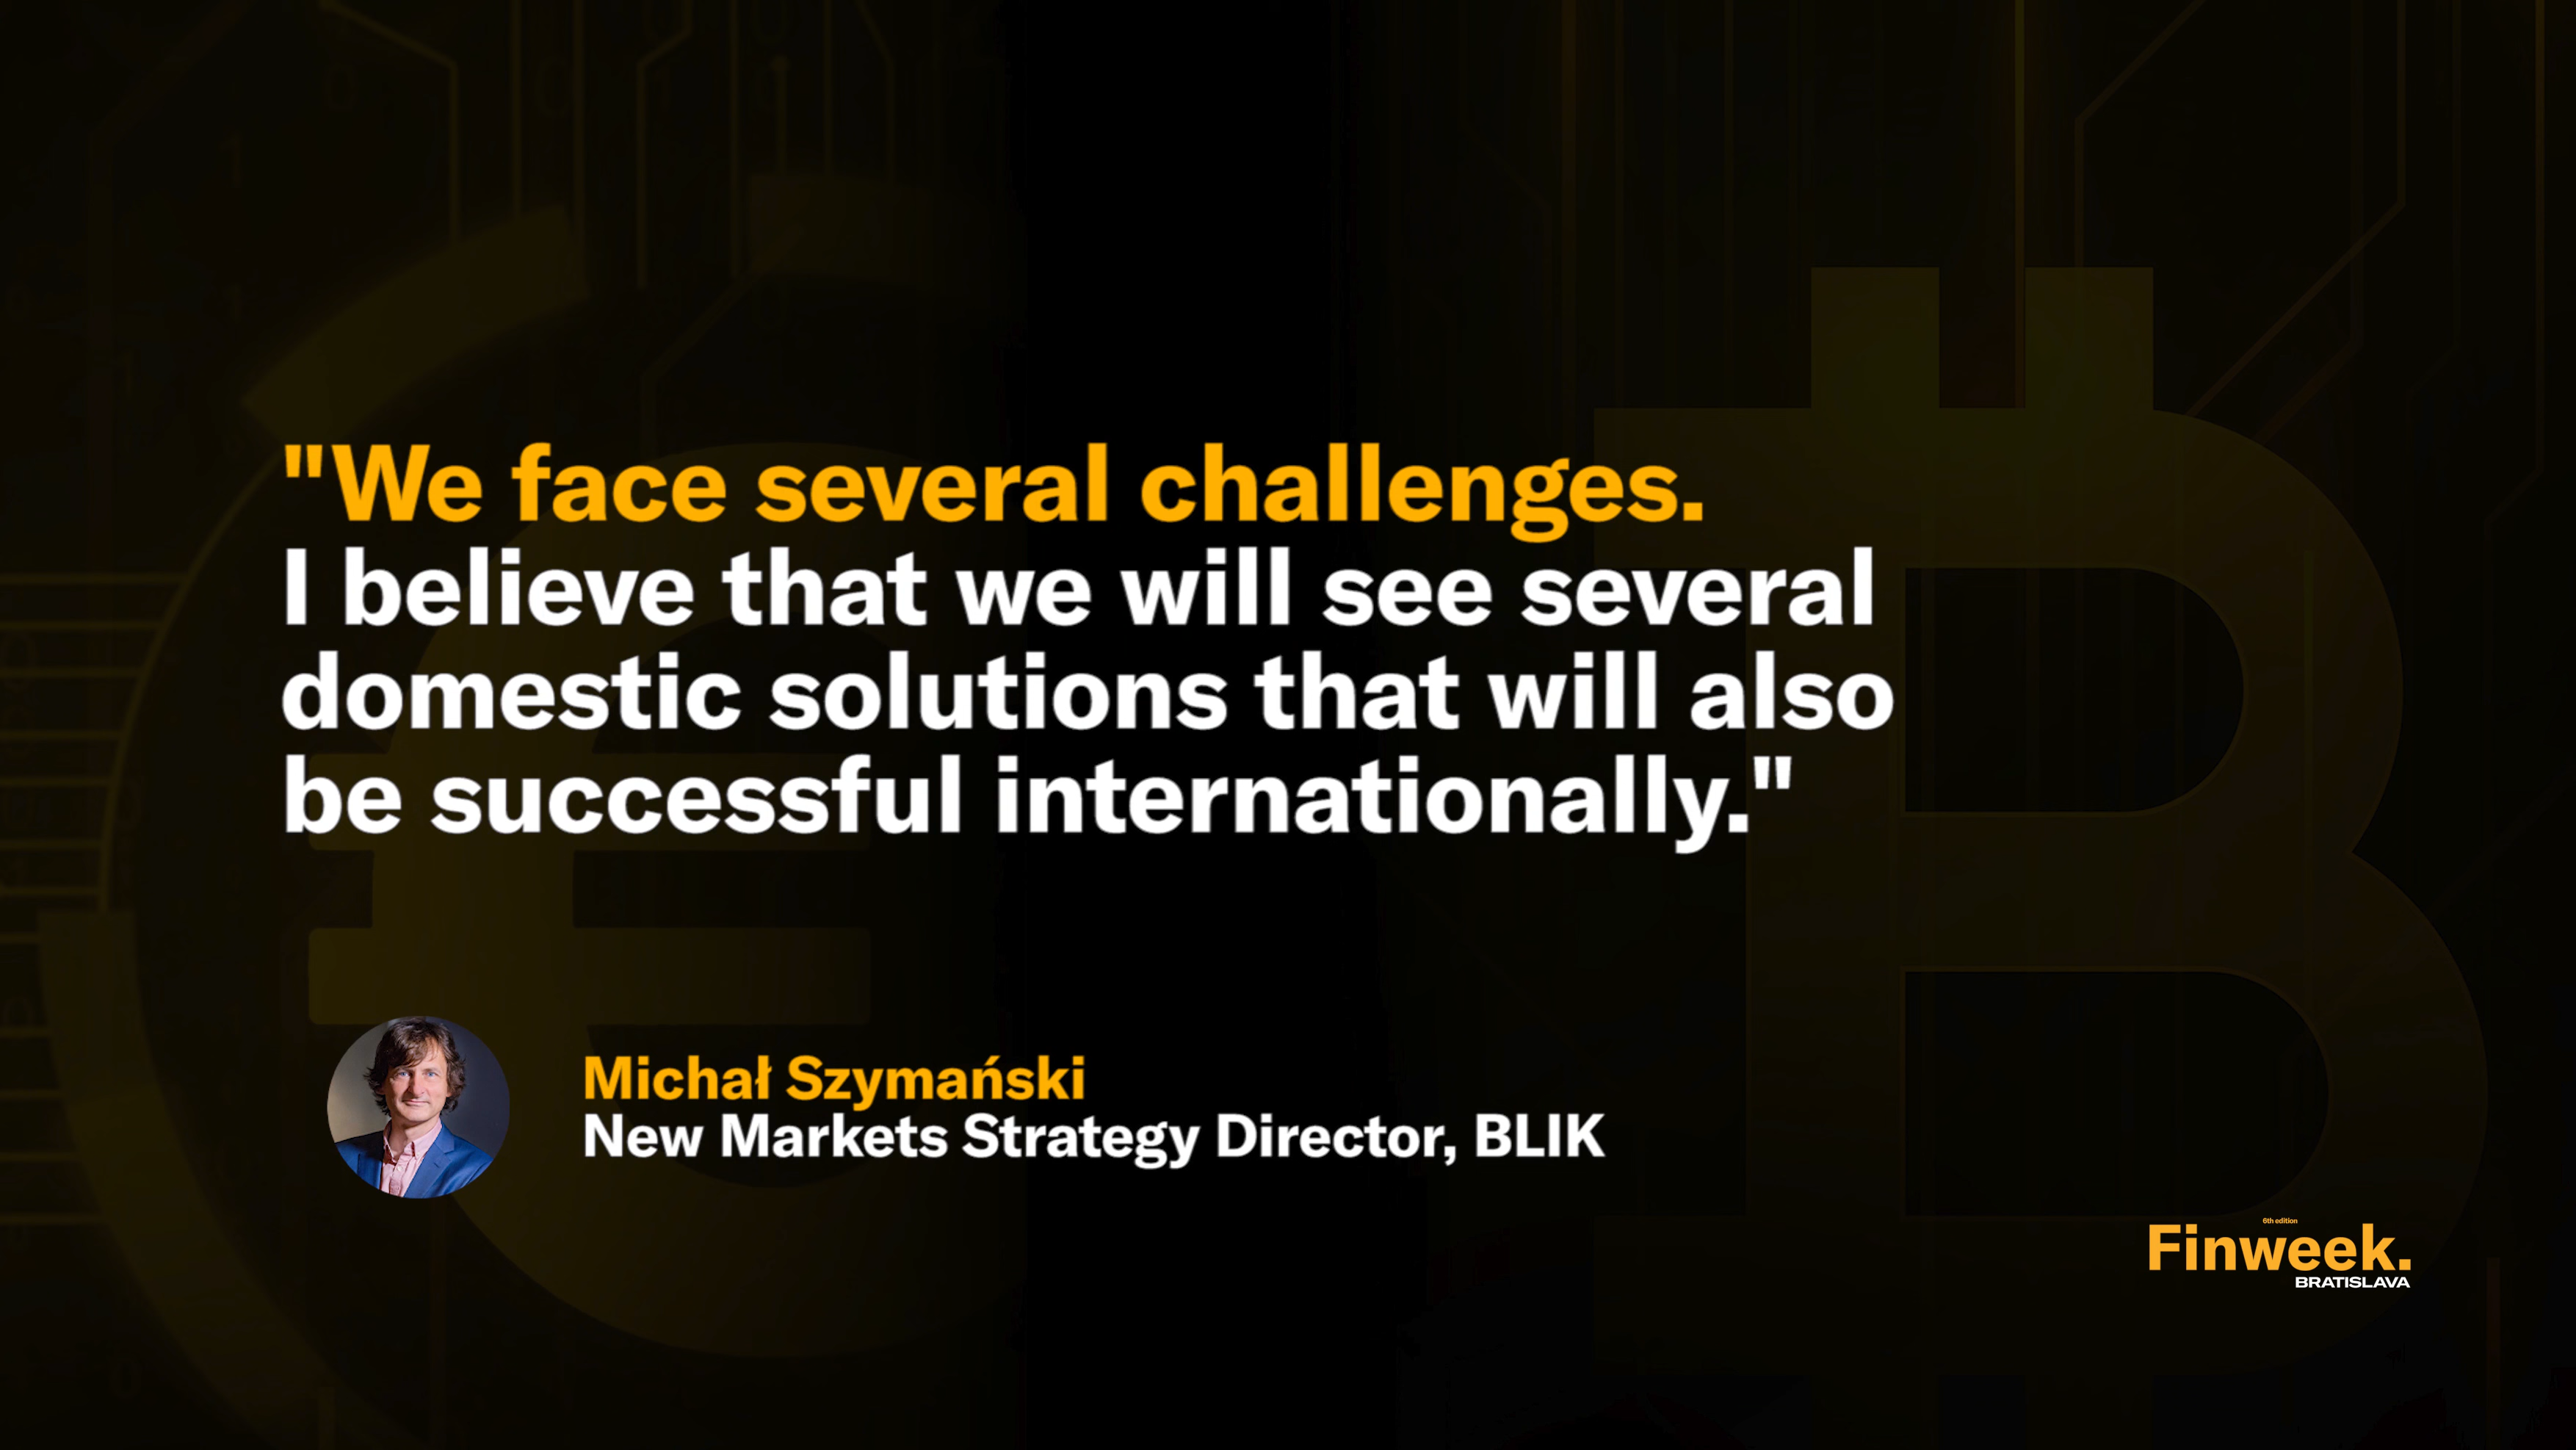 "We face several challenges.
I believe that we will see several
domestic solutions that will also
be successful internationally."
Michał Szymański
New Markets Strategy Director, BLIK
6th edition
Finweek.
BRATISLAVA